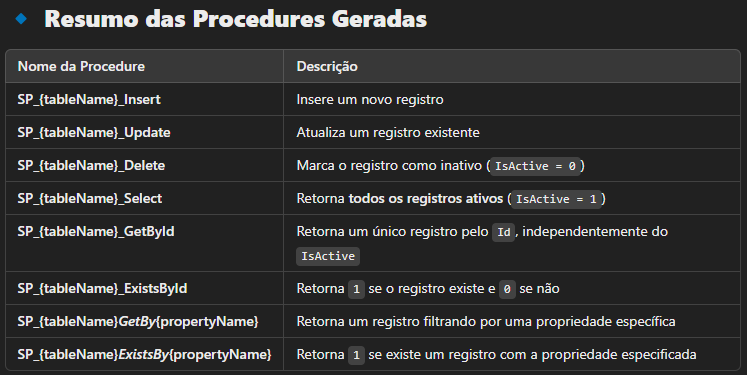 Resumo das Procedures Geradas
Nome da Procedure Descrição
SP_{tableName}_Insert Insere um novo registro
SP_{tableName}_Update Atualiza um registro existente
SP_{tableName}_Delete Marca o registro como inativo (IsActive = 0)
SP_{tableName}_Select Retorna todos os registros ativos (IsActive = 1)
SP_{tableName}_GetById Retorna um único registro pelo Id, independentemente do
IsActive
SP_{tableName}_ExistsById Retorna 1 se o registro existe e 0 se não
SP_{tableName}GetBy{propertyName} Retorna um registro filtrando por uma propriedade específica
SP_{tableName}ExistsBy{propertyName} Retorna 1 se existe um registro com a propriedade especificada